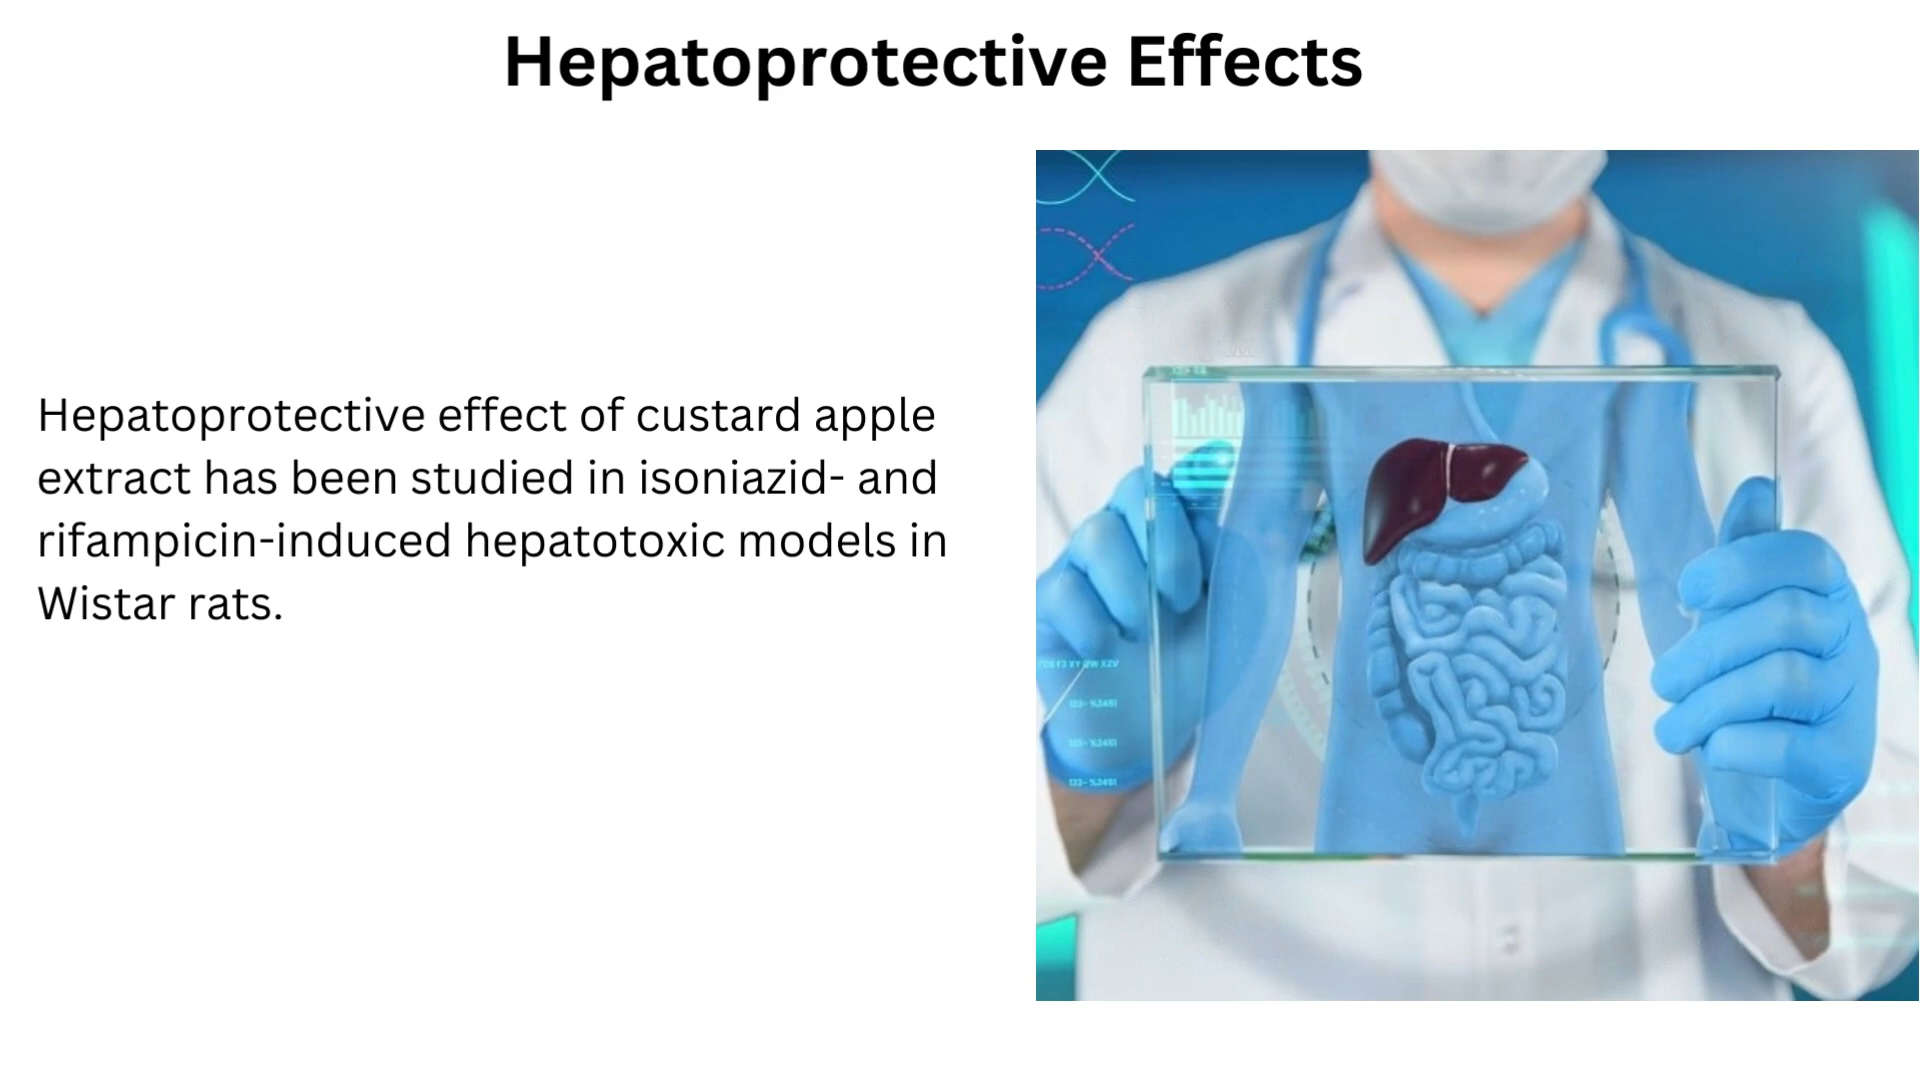 Hepatoprotective Effects
Hepatoprotective effect of custard apple
extract has been studied in isoniazid- and
rifampicin-induced hepatotoxic models in
Wistar rats.